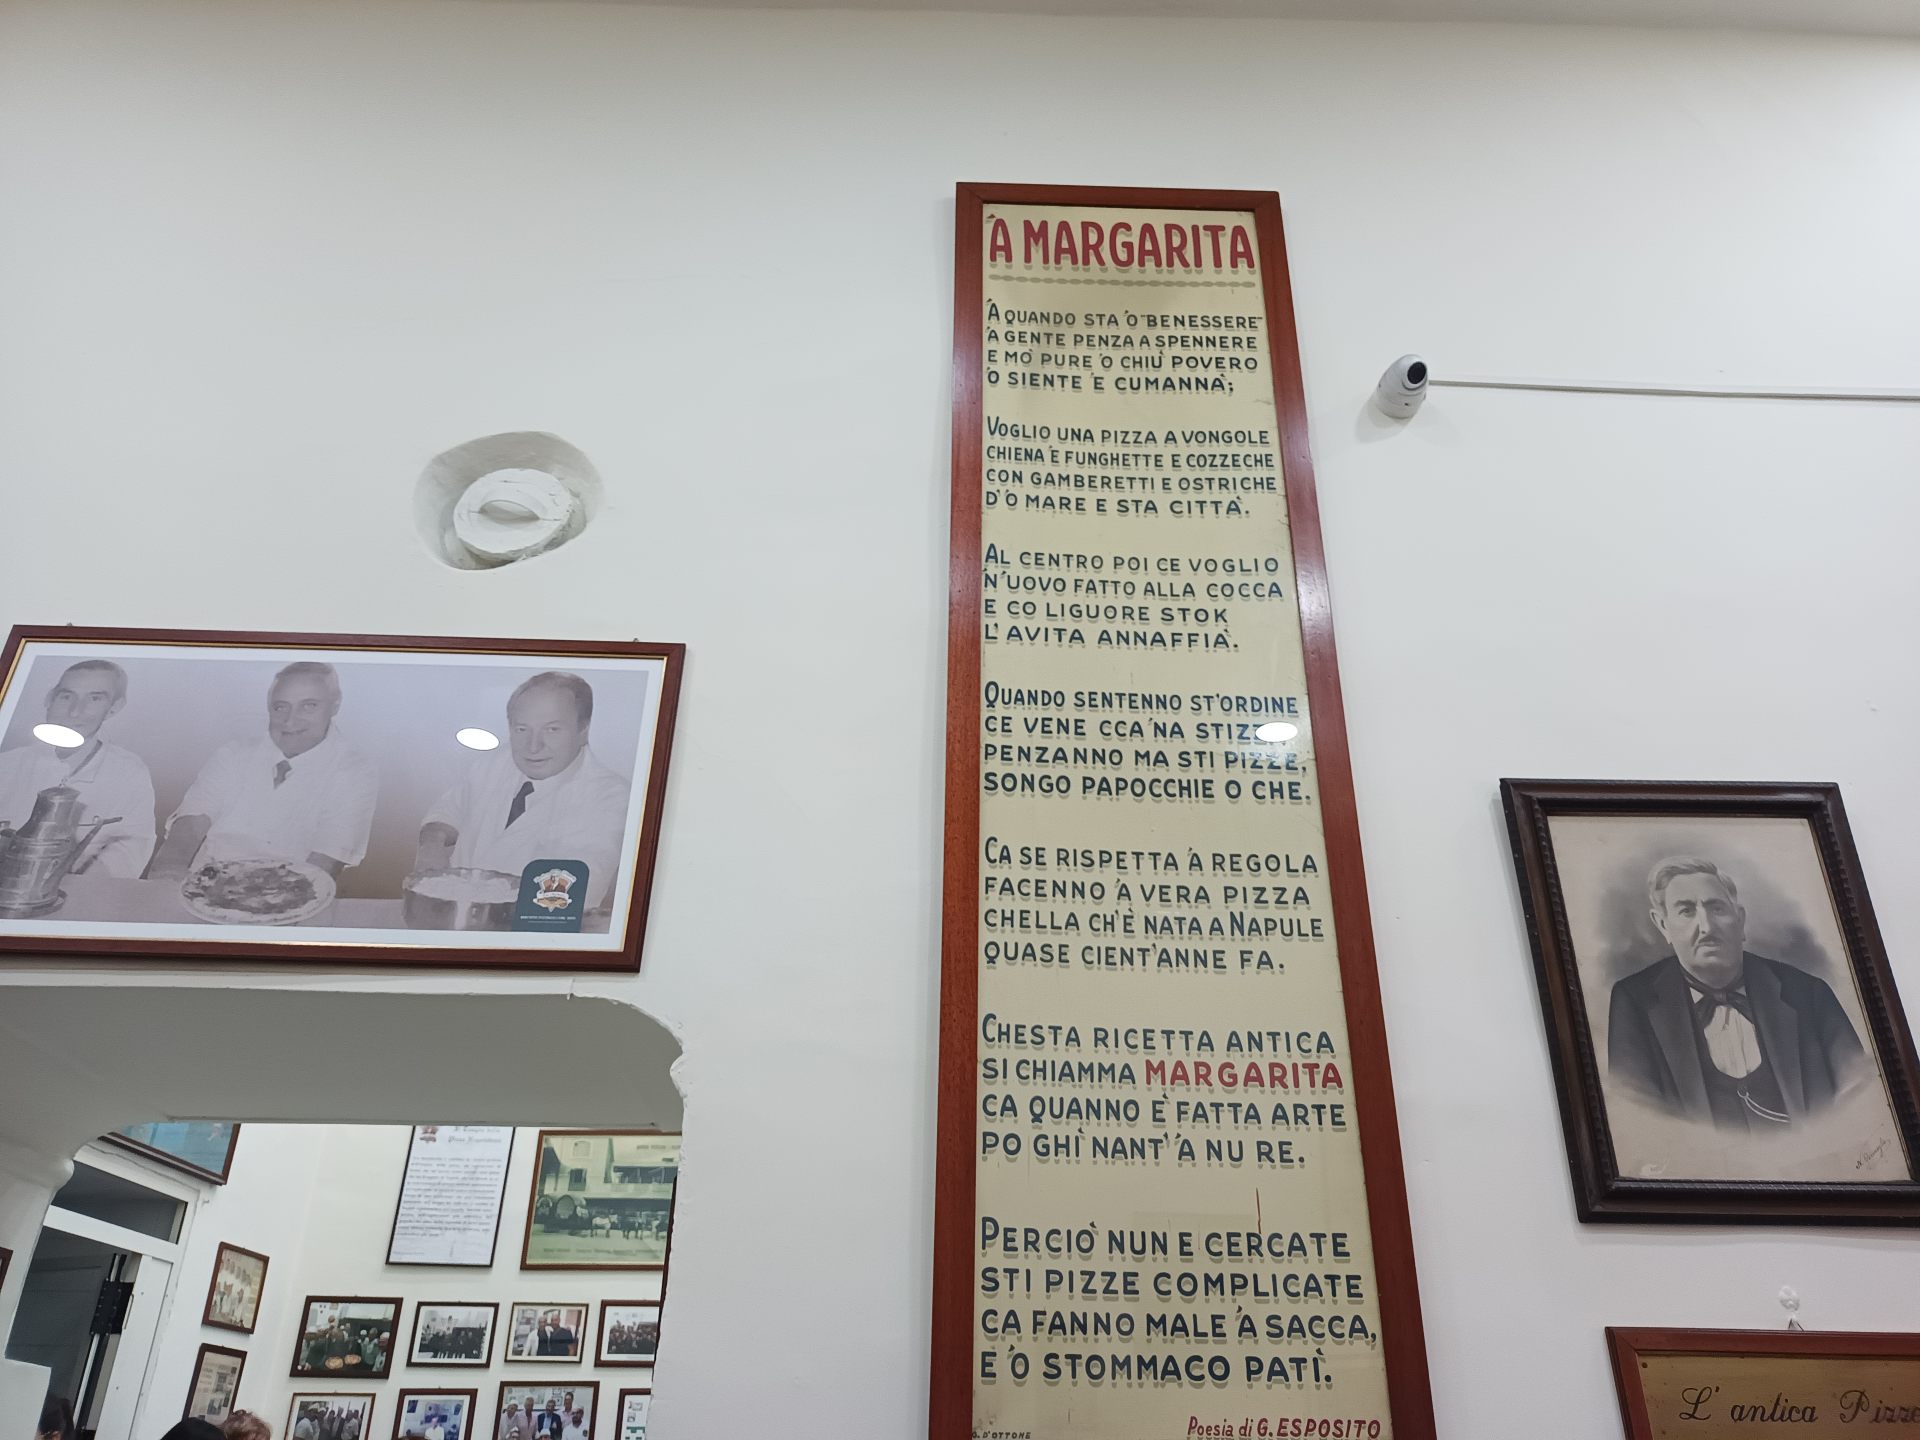 'A MARGARITA
'A QUANDO STA 'O "BENESSERE"
'A GENTE PENZA A SPENNERE
E MÒ PURE 'O CHIÙ POVERO
'O SIENTE 'E CUMANNÀ;
VOGLIO UNA PIZZA A VONGOLE
CHIENA 'E FUNGHETTE E COZZECHE
CON GAMBERETTI E OSTRICHE
D''O MARE E STA CITTÀ.
AL CENTRO POI CE VOGLIO
'N'UOVO FATTO ALLA COCCA
E CO LIGUORE STOK
L'AVITA ANNAFFIÀ.
QUANDO SENTENNO ST'ORDINE
CE VENE CCA 'NA
PENZANNO MA STI PIZZE,
SONGO PAPOCCHIE O CHE.
CA SE RISPETTA 'A REGOLA
FACENNO 'A VERA PIZZA
CHELLA CH'È NATA A NAPULE
QUASE CIENT'ANNE FA.
CHESTA RICETTA ANTICA
SI CHIAMMA MARGARITA
CA QUANNO È FATTA ARTE
PO GHÌ NANT'A NU RE.
PERCIÒ NUN E CERCATE
STI PIZZE COMPLICATE
CA FANNO MALE 'A SACCA,
E 'O STOMMACO PATÌ.
Poesia di G. ESPOSITO
G. D'OTTONE
L'antica